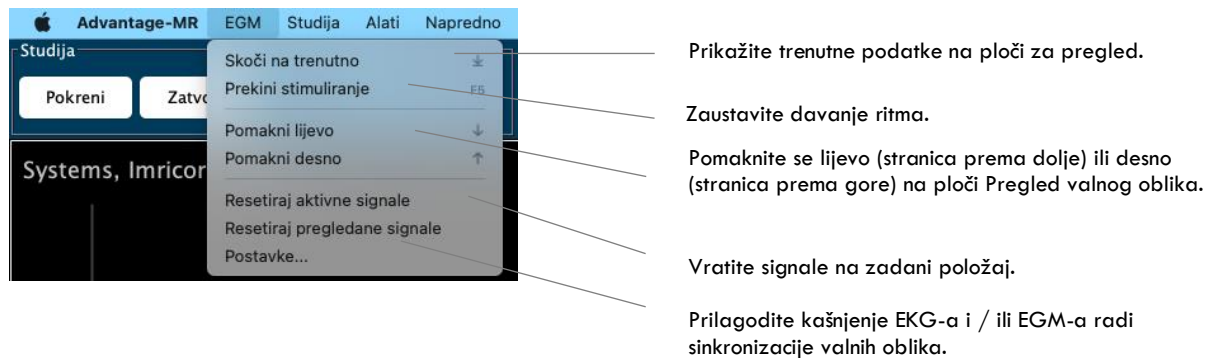 Advantage-MR EGM Studija Alati Napredno
Studija
Pokreni Zatvo
Systems, Imricor
Skoči na trenutno
Prekini stimuliranje F5
Pomakni lijevo
Pomakni desno
Resetiraj aktivne signale
Resetiraj pregledane signale
Postavke...
Prikažite trenutne podatke na ploči za pregled.
Zaustavite davanje ritma.
Pomaknite se lijevo (stranica prema dolje) ili desno
(stranica prema gore) na ploči Pregled valnog oblika.
Vratite signale na zadani položaj.
Prilagodite kašnjenje EKG-a i / ili EGM-a radi
sinkronizacije valnih oblika.